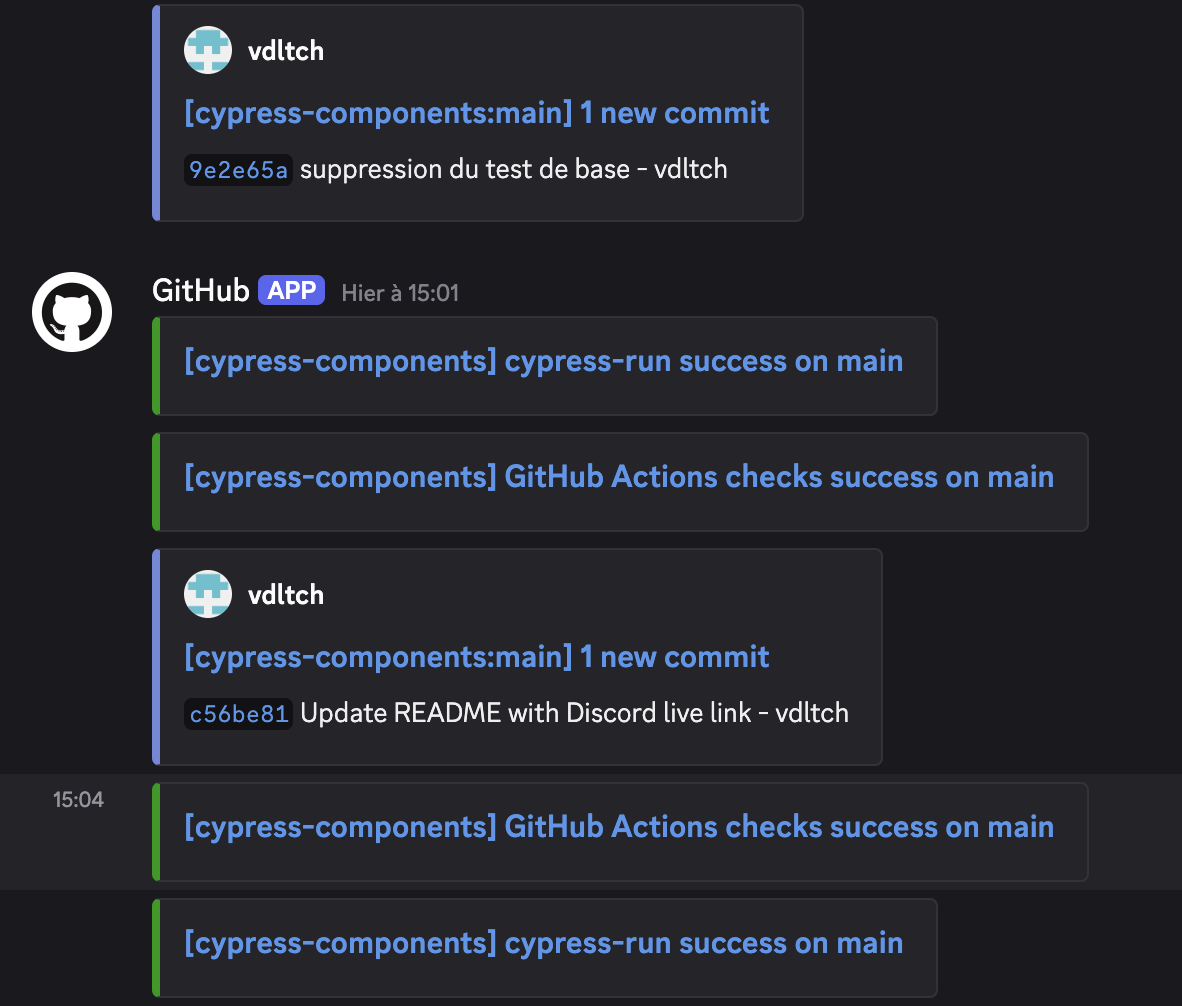 vdltch
[cypress-components:main] 1 new commit
9e2e65a suppression du test de base - vdltch
GitHub APP Hier à 15:01
[cypress-components] cypress-run success on main
[cypress-components] GitHub Actions checks success on main
vdltch
[cypress-components:main] 1 new commit
c56be81 Update README with Discord live link - vdltch
15:04
[cypress-components] GitHub Actions checks success on main
[cypress-components] cypress-run success on main